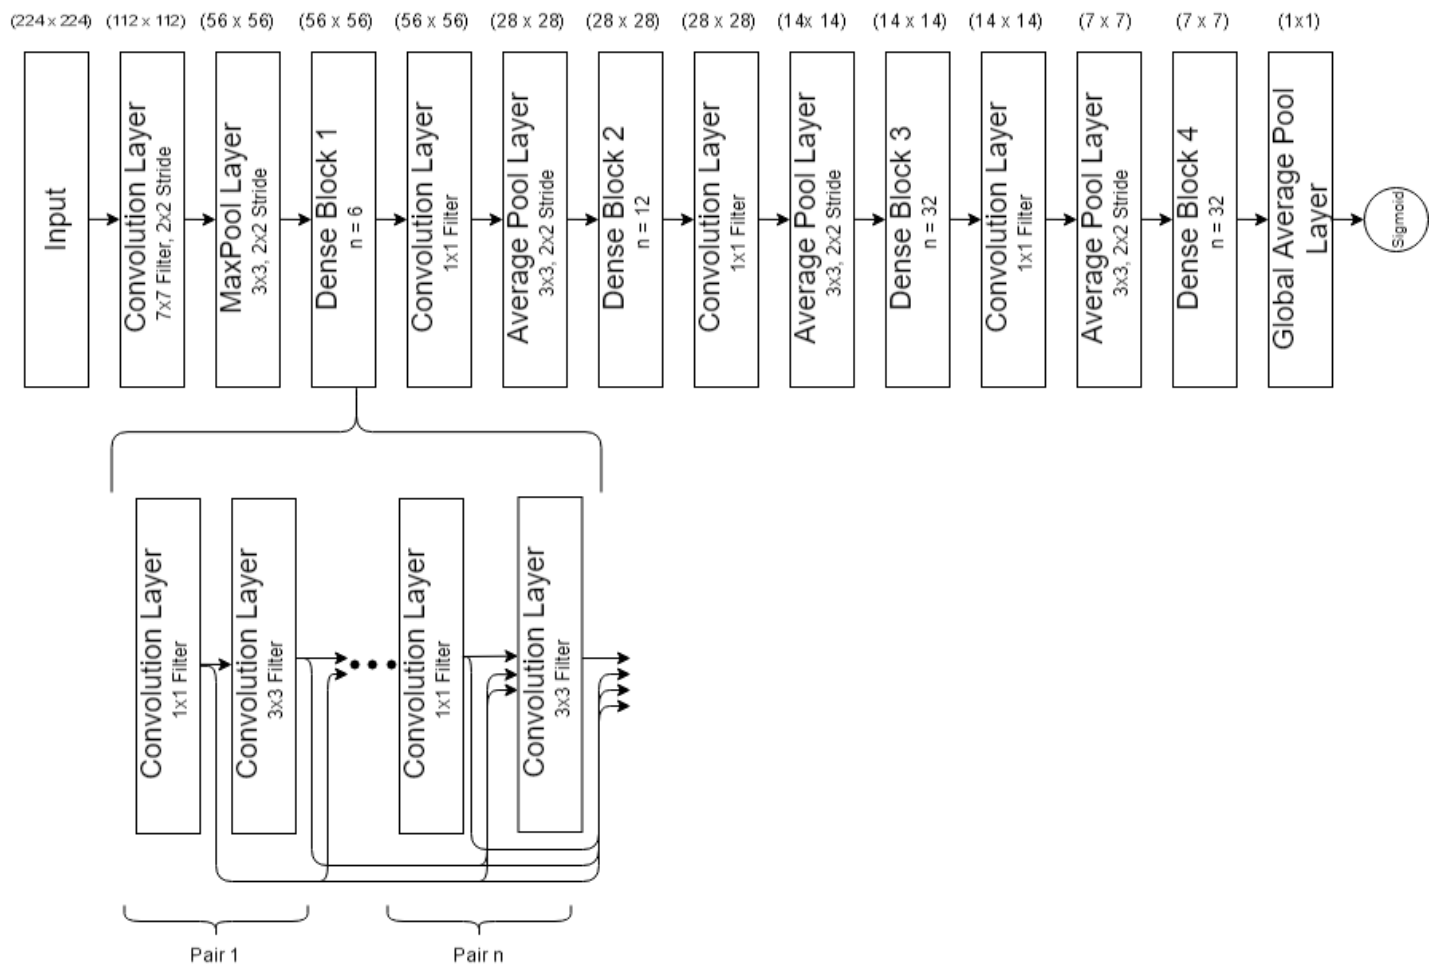 (224 x 224) (112 x 112) (56 x 56) (56 x 56) (56 x 56) (28 x 28) (28 x 28) (28 x 28) (14x 14) (14 x 14) (14 x 14) (7 x 7) (7 x 7) (1x1)
Input
Convolution Layer
7x7 Filter, 2x2 Stride
MaxPool Layer
3x3, 2x2 Stride
Dense Block 1
n = 6
Convolution Layer
1x1 Filter
Average Pool Layer
3x3, 2x2 Stride
Dense Block 2
n = 12
Convolution Layer
1x1 Filter
Average Pool Layer
3x3, 2x2 Stride
Dense Block 3
n = 32
Convolution Layer
1x1 Filter
Average Pool Layer
3x3, 2x2 Stride
Dense Block 4
n = 32
Global Average Pool
Layer
Sigmoid
Convolution Layer
1x1 Filter
Convolution Layer
3x3 Filter
Convolution Layer
1x1 Filter
Convolution Layer
3x3 Filter
Pair 1
Pair n